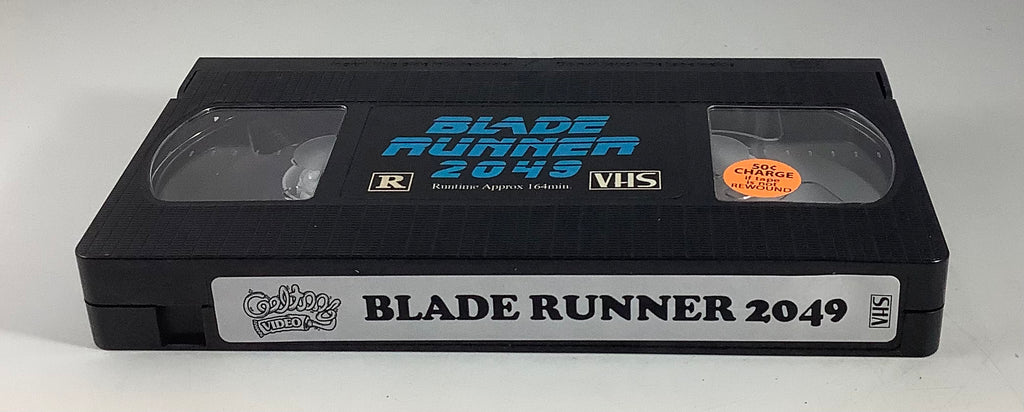 BLADE
RUNNER
2049
R
Runtime Approx 164min.
VHS
50¢
CHARGE
if tape
is not
REWOUND
VIDEO
BLADE RUNNER 2049
VHS